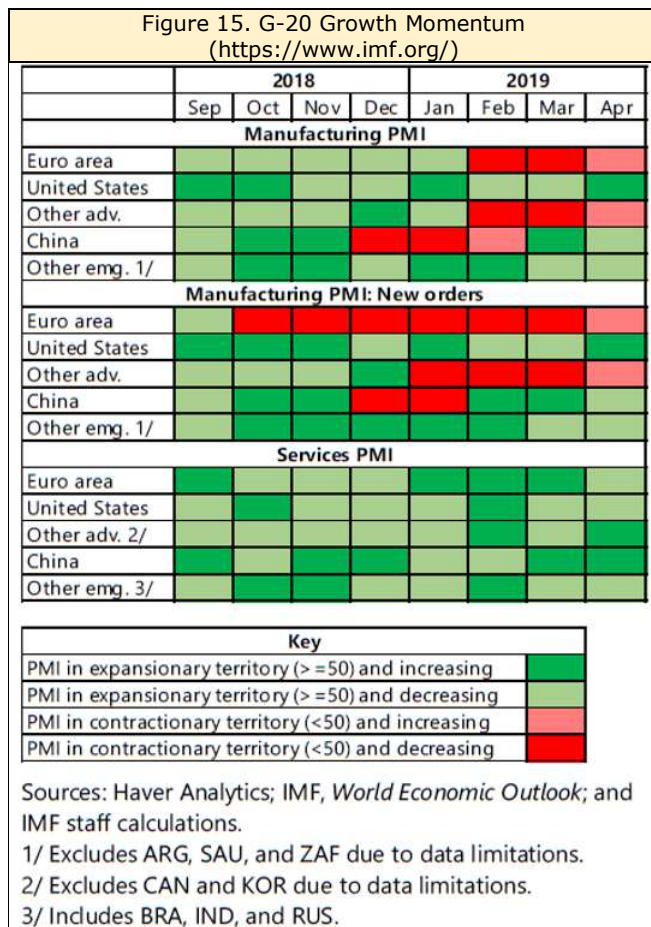 Figure 15. G-20 Growth Momentum
(https://www.imf.org/)
2018 2019
Sep Oct Nov Dec Jan Feb Mar Apr
Manufacturing PMI
Euro area
United States
Other adv.
China
Other emg. 1/
Manufacturing PMI: New orders
Euro area
United States
Other adv.
China
Other emg. 1/
Services PMI
Euro area
United States
Other adv. 2/
China
Other emg. 3/
Key
PMI in expansionary territory (> =50) and increasing
PMI in expansionary territory (> =50) and decreasing
PMI in contractionary territory (<50) and increasing
PMI in contractionary territory (<50) and decreasing
Sources: Haver Analytics; IMF, World Economic Outlook; and
IMF staff calculations.
1/ Excludes ARG, SAU, and ZAF due to data limitations.
2/ Excludes CAN and KOR due to data limitations.
3/ Includes BRA, IND, and RUS.